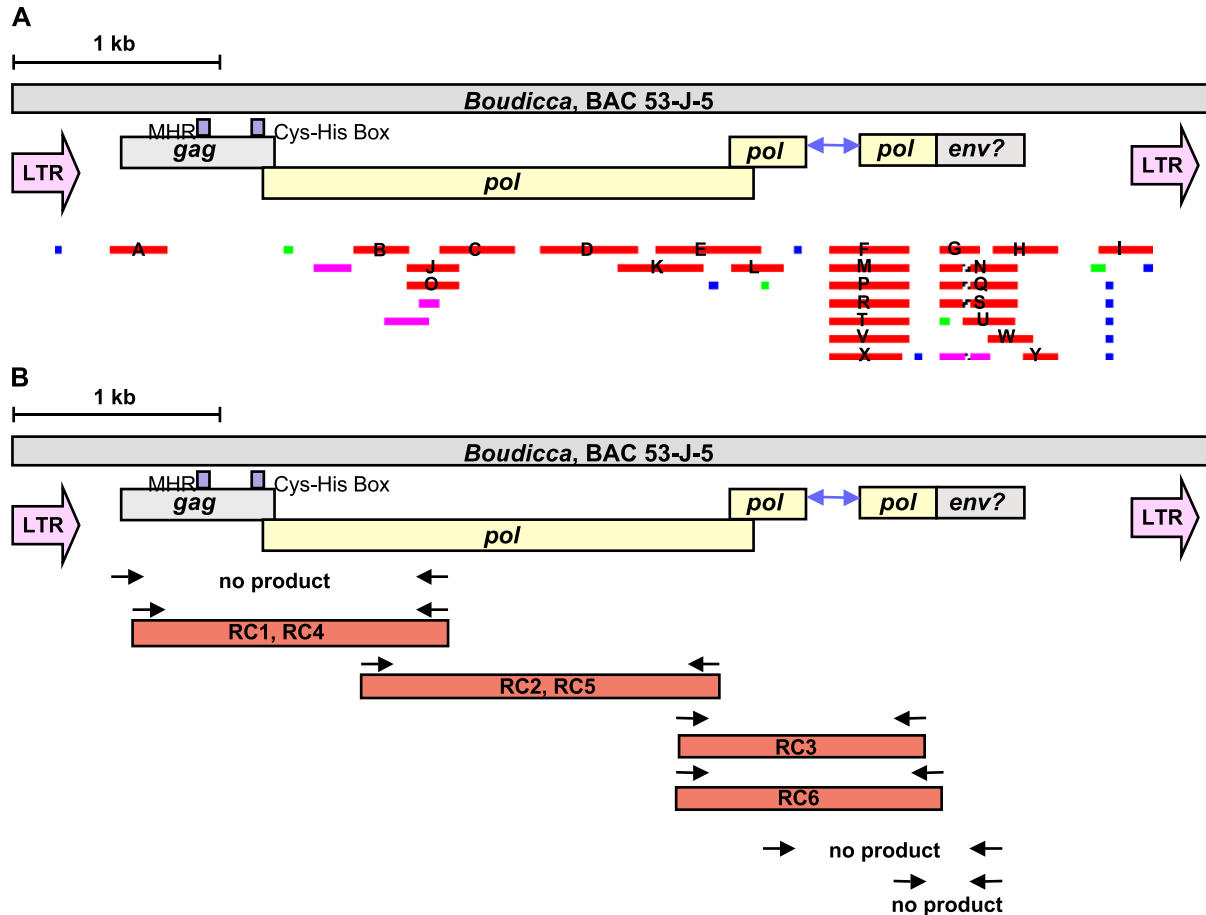 A
1 kb
Boudicca, BAC 53-J-5
MHR Cys-His Box
LTR gag pol pol env? LTR
pol
A B C D E F G H I
J K L M N
O P Q
R S
T U
V W
X Y
B
1 kb
Boudicca, BAC 53-J-5
MHR Cys-His Box
LTR gag pol pol env? LTR
pol
no product
RC1, RC4
RC2, RC5
RC3
RC6
no product
no product